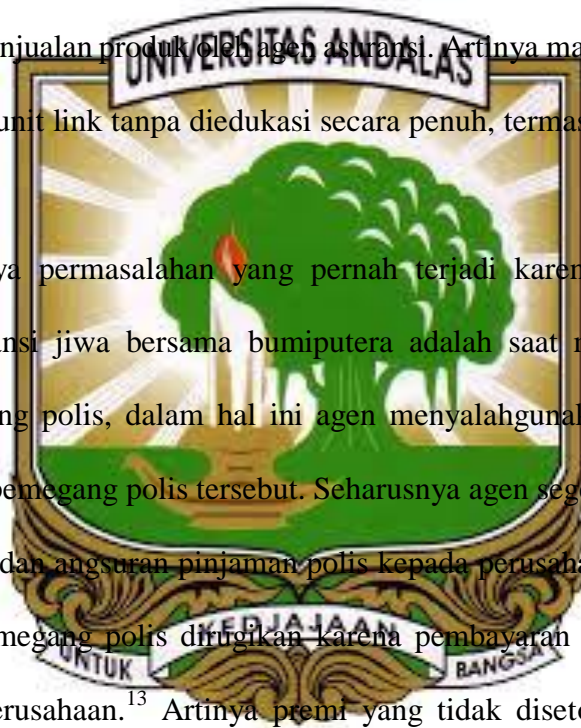 njualan produk oleh agen asuransi. Artinya ma
UNIVERSITAS ANDALAS
unit link tanpa diedukasi secara penuh, termas
ya permasalahan yang pernah terjadi karen
nsi jiwa bersama bumiputera adalah saat
ng polis, dalam hal ini agen menyalahgunal
pemegang polis tersebut. Seharusnya agen sege
dan angsuran pinjaman polis kepada perusaha
megang polis dirugikan karena pembayaran
KEDJAJAAN
UNTUK BANGSA
erusahaan.13 Artinya premi yang tidak diseto